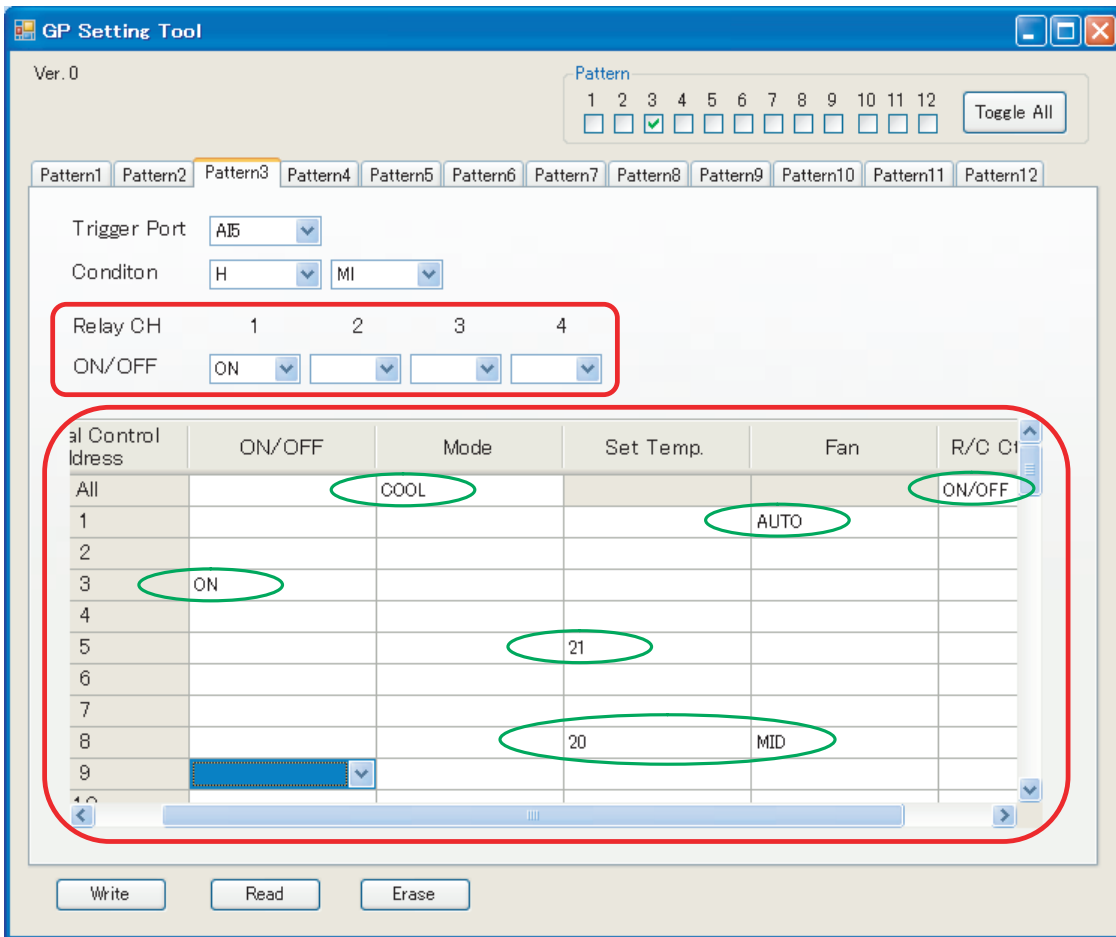 GP Setting Tool
Ver. 0
Pattern
1 2 3 4 5 6 7 8 9 10 11 12
Toggle All
Pattern1 Pattern2 Pattern3 Pattern4 Pattern5 Pattern6 Pattern7 Pattern8 Pattern9 Pattern10 Pattern11 Pattern12
Trigger Port AI5
Conditon H MI
Relay CH 1 2 3 4
ON/OFF ON
al Control
ldress
ON/OFF Mode Set Temp. Fan R/C Ct
All COOL ON/OFF
1 AUTO
2
3 ON
4
5 21
6
7
8 20 MID
9
10
Write Read Erase